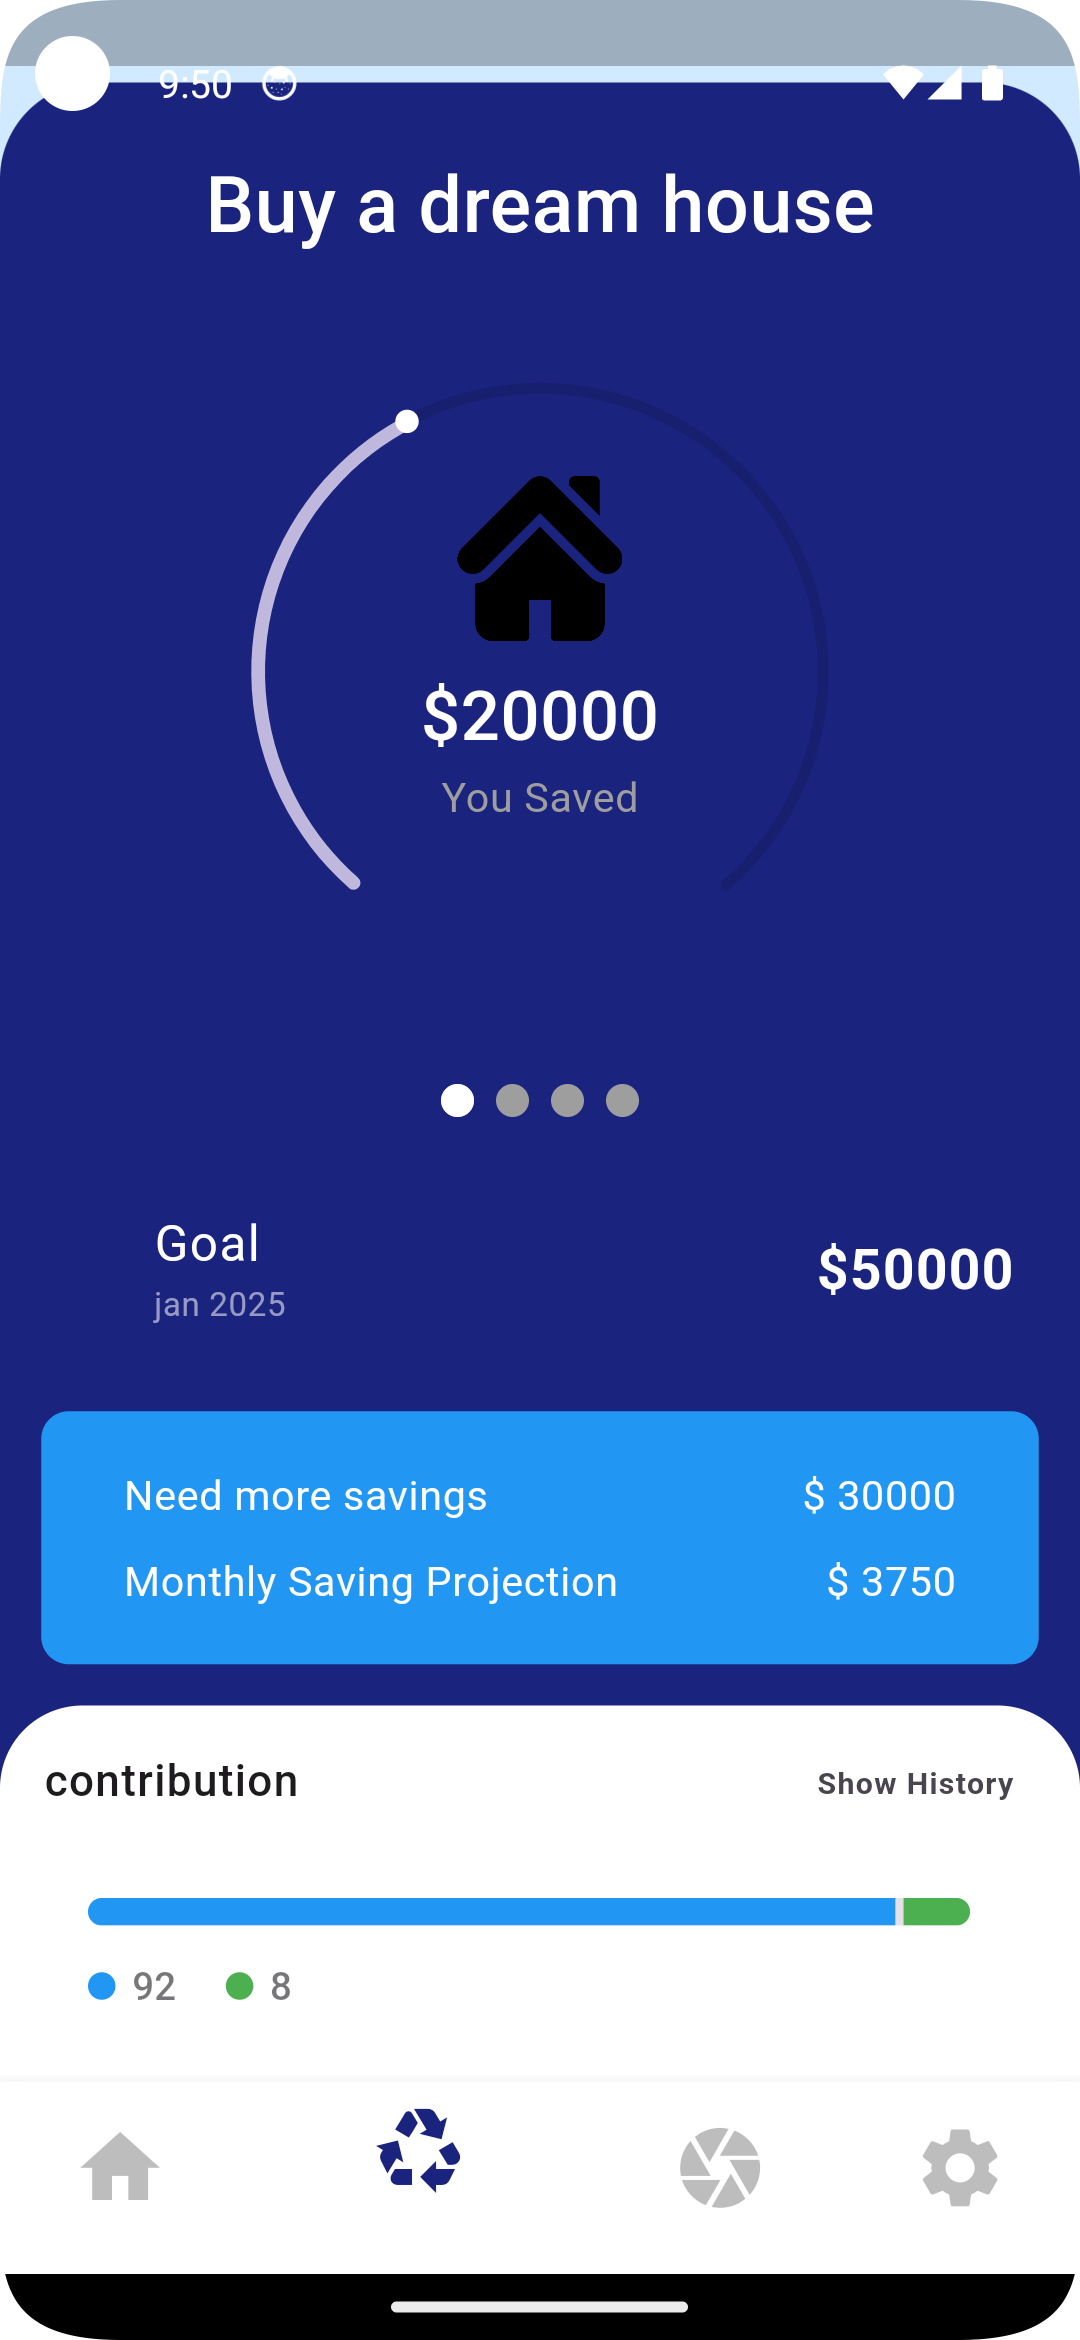 9:50
Buy a dream house
$20000
You Saved
Goal
jan 2025
$50000
Need more savings $ 30000
Monthly Saving Projection $ 3750
contribution Show History
92 8